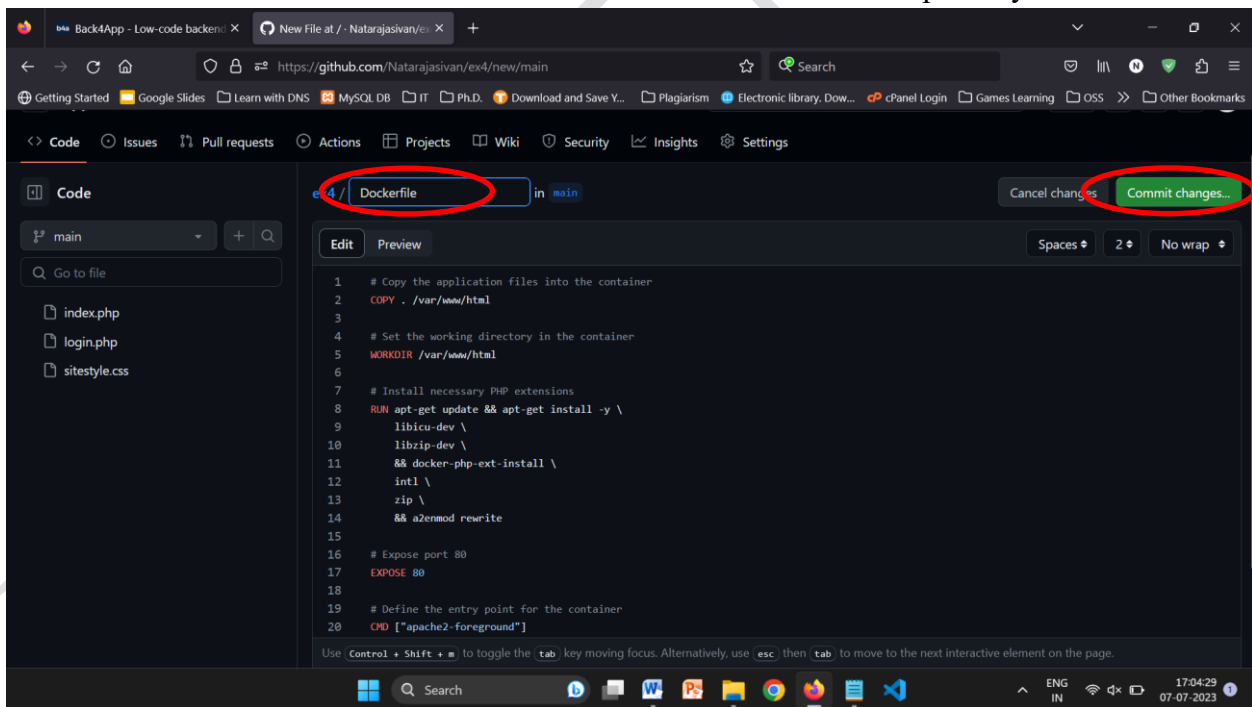 Back4App - Low-code backend
New File at / · Natarajasivan/ex
https://github.com/Natarajasivan/ex4/new/main
Search
Getting Started
Google Slides
Learn with DNS
MySQL DB
IT
Ph.D.
Download and Save Y...
Plagiarism
Electronic library. Dow...
cPanel Login
Games Learning
OSS
Other Bookmarks
Code
Issues
Pull requests
Actions
Projects
Wiki
Security
Insights
Settings
Code
ex4 / Dockerfile in main
Cancel changes
Commit changes...
main
Go to file
index.php
login.php
sitestyle.css
Edit
Preview
Spaces
2
No wrap
1 # Copy the application files into the container
2 COPY . /var/www/html
3
4 # Set the working directory in the container
5 WORKDIR /var/www/html
6
7 # Install necessary PHP extensions
8 RUN apt-get update && apt-get install -y \
9 libicu-dev \
10 libzip-dev \
11 && docker-php-ext-install \
12 intl \
13 zip \
14 && a2enmod rewrite
15
16 # Expose port 80
17 EXPOSE 80
18
19 # Define the entry point for the container
20 CMD ["apache2-foreground"]
Use Control + Shift + m to toggle the tab key moving focus. Alternatively, use esc then tab to move to the next interactive element on the page.
Search
ENG
IN
17:04:29
07-07-2023
1